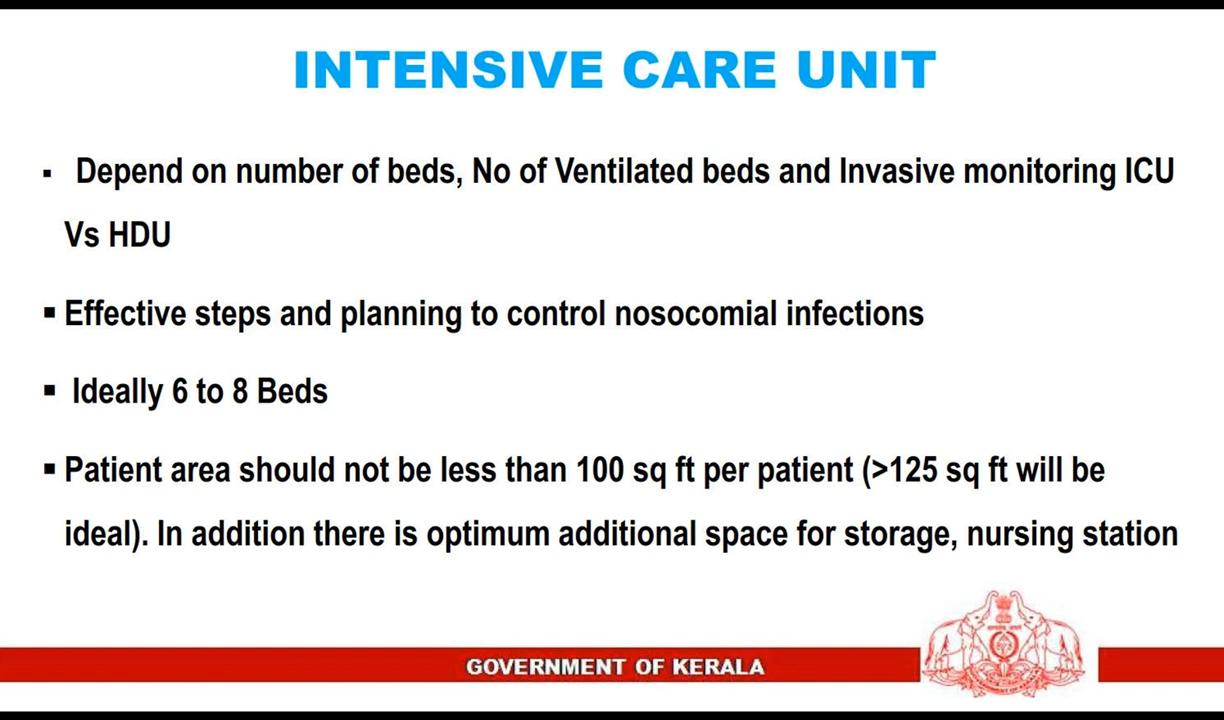 INTENSIVE CARE UNIT
▪ Depend on number of beds, No of Ventilated beds and Invasive monitoring ICU
Vs HDU
▪ Effective steps and planning to control nosocomial infections
▪ Ideally 6 to 8 Beds
▪ Patient area should not be less than 100 sq ft per patient (>125 sq ft will be
ideal). In addition there is optimum additional space for storage, nursing station
GOVERNMENT OF KERALA